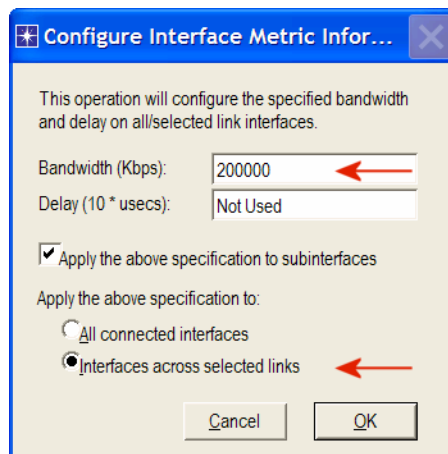 Configure Interface Metric Infor...
This operation will configure the specified bandwidth
and delay on all/selected link interfaces.
Bandwidth (Kbps): 200000
Delay (10 * usecs): Not Used
Apply the above specification to subinterfaces
Apply the above specification to:
All connected interfaces
Interfaces across selected links
Cancel OK